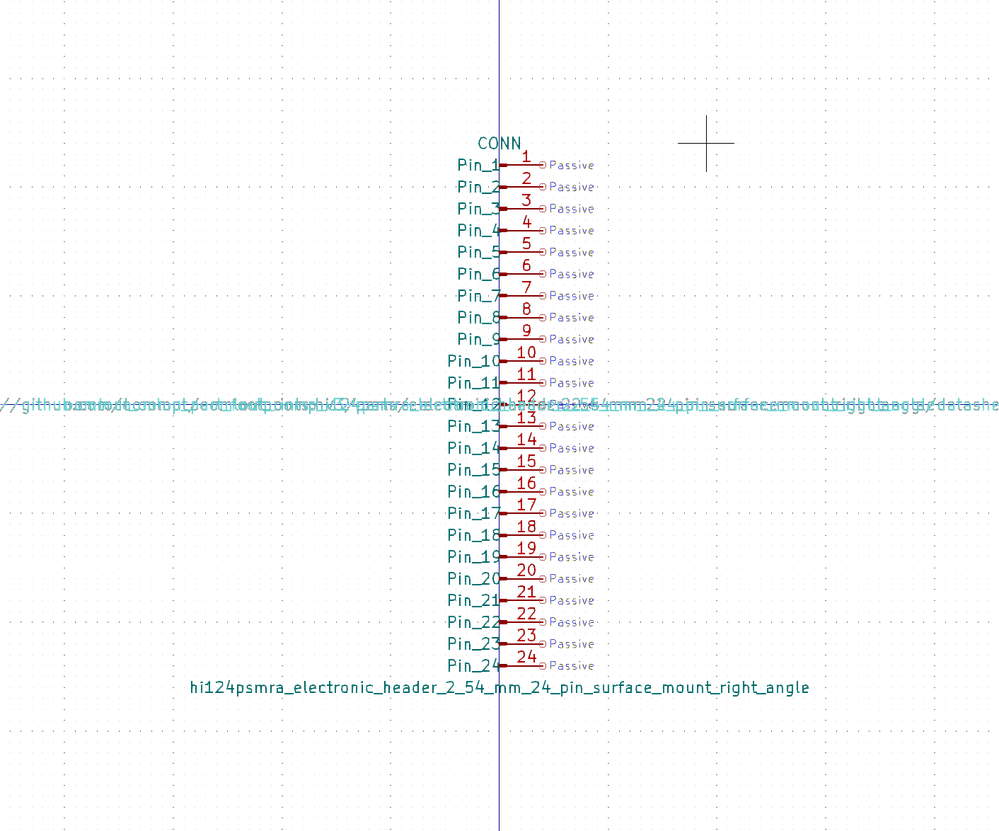 CONN
Pin_1 1 Passive
Pin_2 2 Passive
Pin_3 3 Passive
Pin_4 4 Passive
Pin_5 5 Passive
Pin_6 6 Passive
Pin_7 7 Passive
Pin_8 8 Passive
Pin_9 9 Passive
Pin_10 10 Passive
Pin_11 11 Passive
Pin_12 12
Pin_13 13 Passive
Pin_14 14 Passive
Pin_15 15 Passive
Pin_16 16 Passive
Pin_17 17 Passive
Pin_18 18 Passive
Pin_19 19 Passive
Pin_20 20 Passive
Pin_21 21 Passive
Pin_22 22 Passive
Pin_23 23 Passive
Pin_24 24 Passive
hi124psmra_electronic_header_2_54_mm_24_pin_surface_mount_right_angle